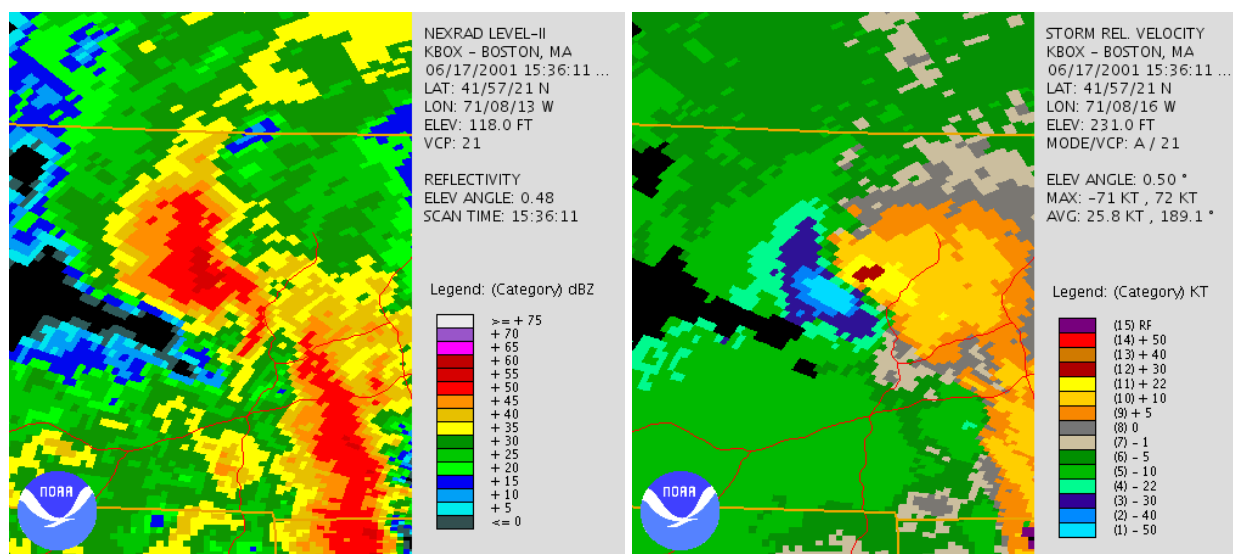 NEXRAD LEVEL-II
KBOX - BOSTON, MA
06/17/2001 15:36:11 ...
LAT: 41/57/21 N
LON: 71/08/13 W
ELEV: 118.0 FT
VCP: 21
REFLECTIVITY
ELEV ANGLE: 0.48
SCAN TIME: 15:36:11
Legend: (Category) dBZ
>= + 75
+ 70
+ 65
+ 60
+ 55
+ 50
+ 45
+ 40
+ 35
+ 30
+ 25
+ 20
+ 15
+ 10
+ 5
<= 0
NOAA
STORM REL. VELOCITY
KBOX - BOSTON, MA
06/17/2001 15:36:11 ...
LAT: 41/57/21 N
LON: 71/08/16 W
ELEV: 231.0 FT
MODE/VCP: A / 21
ELEV ANGLE: 0.50 °
MAX: -71 KT , 72 KT
AVG: 25.8 KT , 189.1 °
Legend: (Category) KT
(15) RF
(14) + 50
(13) + 40
(12) + 30
(11) + 22
(10) + 10
(9) + 5
(8) 0
(7) - 1
(6) - 5
(5) - 10
(4) - 22
(3) - 30
(2) - 40
(1) - 50
NOAA